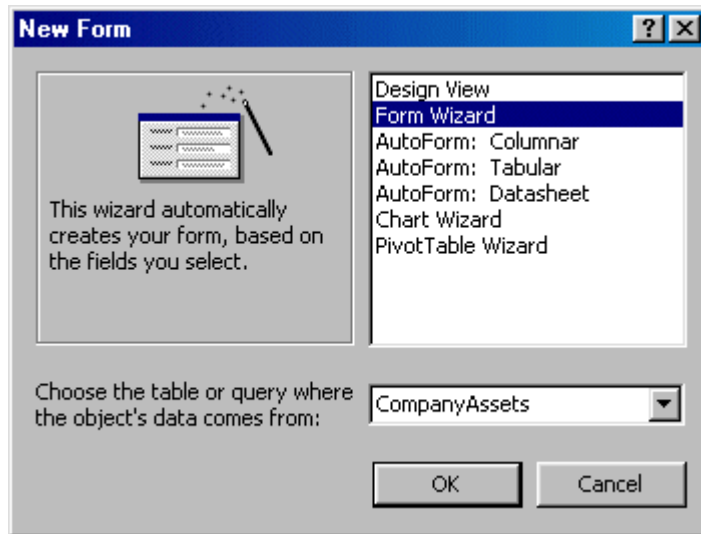 New Form
This wizard automatically
creates your form, based on
the fields you select.
Design View
Form Wizard
AutoForm: Columnar
AutoForm: Tabular
AutoForm: Datasheet
Chart Wizard
PivotTable Wizard
Choose the table or query where
the object's data comes from:
CompanyAssets
OK
Cancel